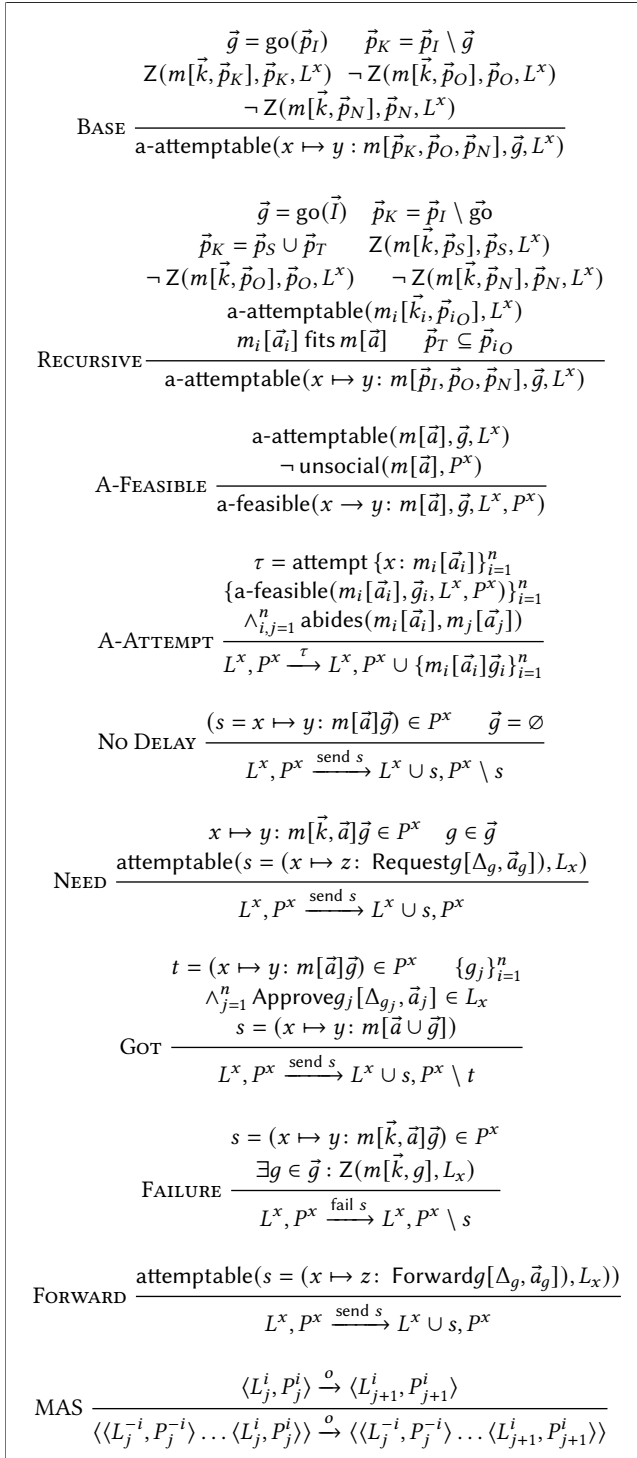 g⃗ = go(p⃗_I)   p⃗_K = p⃗_I \ g⃗
Z(m[k⃗, p⃗_K], p⃗_K, L^x)   ¬ Z(m[k⃗, p⃗_O], p⃗_O, L^x)
¬ Z(m[k⃗, p⃗_N], p⃗_N, L^x)
BASE
a-attemptable(x ↦ y : m[p⃗_K, p⃗_O, p⃗_N], g⃗, L^x)
g⃗ = go(I⃗)   p⃗_K = p⃗_I \ g⃗o
p⃗_K = p⃗_S ∪ p⃗_T   Z(m[k⃗, p⃗_S], p⃗_S, L^x)
¬ Z(m[k⃗, p⃗_O], p⃗_O, L^x)   ¬ Z(m[k⃗, p⃗_N], p⃗_N, L^x)
a-attemptable(m_i[k⃗_i, p⃗_{i_O}], L^x)
m_i[a⃗_i] fits m[a⃗]   p⃗_T ⊆ p⃗_{i_O}
RECURSIVE
a-attemptable(x ↦ y: m[p⃗_I, p⃗_O, p⃗_N], g⃗, L^x)
a-attemptable(m[a⃗], g⃗, L^x)
¬ unsocial(m[a⃗], P^x)
A-FEASIBLE
a-feasible(x → y: m[a⃗], g⃗, L^x, P^x)
τ = attempt {x: m_i[a⃗_i]}_{i=1}^n
{a-feasible(m_i[a⃗_i], g⃗_i, L^x, P^x)}_{i=1}^n
∧_{i,j=1}^n abides(m_i[a⃗_i], m_j[a⃗_j])
A-ATTEMPT
L^x, P^x —τ→ L^x, P^x ∪ {m_i[a⃗_i]g⃗_i}_{i=1}^n
(s = x ↦ y: m[a⃗]g⃗) ∈ P^x   g⃗ = ∅
NO DELAY
L^x, P^x —send s→ L^x ∪ s, P^x \ s
x ↦ y: m[k⃗, a⃗]g⃗ ∈ P^x   g ∈ g⃗
attemptable(s = (x ↦ z: Requestg[Δ_g, a⃗_g]), L_x)
NEED
L^x, P^x —send s→ L^x ∪ s, P^x
t = (x ↦ y: m[a⃗]g⃗) ∈ P^x   {g_j}_{i=1}^n
∧_{j=1}^n Approveg_j[Δ_{g_j}, a⃗_j] ∈ L_x
s = (x ↦ y: m[a⃗ ∪ g⃗])
GOT
L^x, P^x —send s→ L^x ∪ s, P^x \ t
s = (x ↦ y: m[k⃗, a⃗]g⃗) ∈ P^x
∃g ∈ g⃗ : Z(m[k⃗, g], L_x)
FAILURE
L^x, P^x —fail s→ L^x, P^x \ s
attemptable(s = (x ↦ z: Forwardg[Δ_g, a⃗_g]), L_x))
FORWARD
L^x, P^x —send s→ L^x ∪ s, P^x
⟨L_j^i, P_j^i⟩ —o→ ⟨L_{j+1}^i, P_{j+1}^i⟩
MAS
⟨⟨L_j^{-i}, P_j^{-i}⟩ … ⟨L_j^i, P_j^i⟩⟩ —o→ ⟨⟨L_j^{-i}, P_j^{-i}⟩ … ⟨L_{j+1}^i, P_{j+1}^i⟩⟩